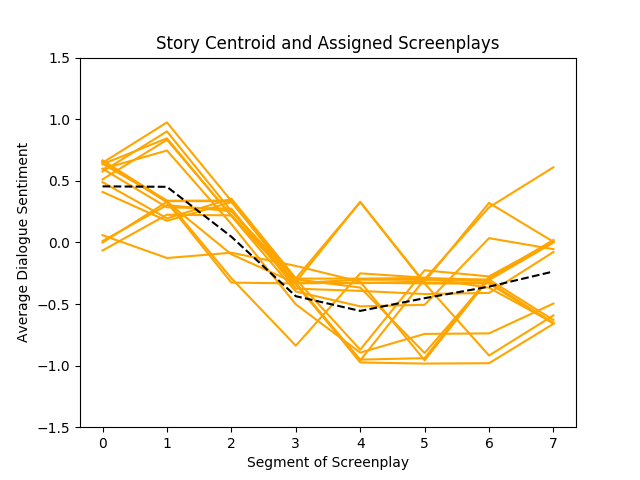 Story Centroid and Assigned Screenplays
1.5
1.0
0.5
0.0
−0.5
−1.0
−1.5
Average Dialogue Sentiment
0 1 2 3 4 5 6 7
Segment of Screenplay